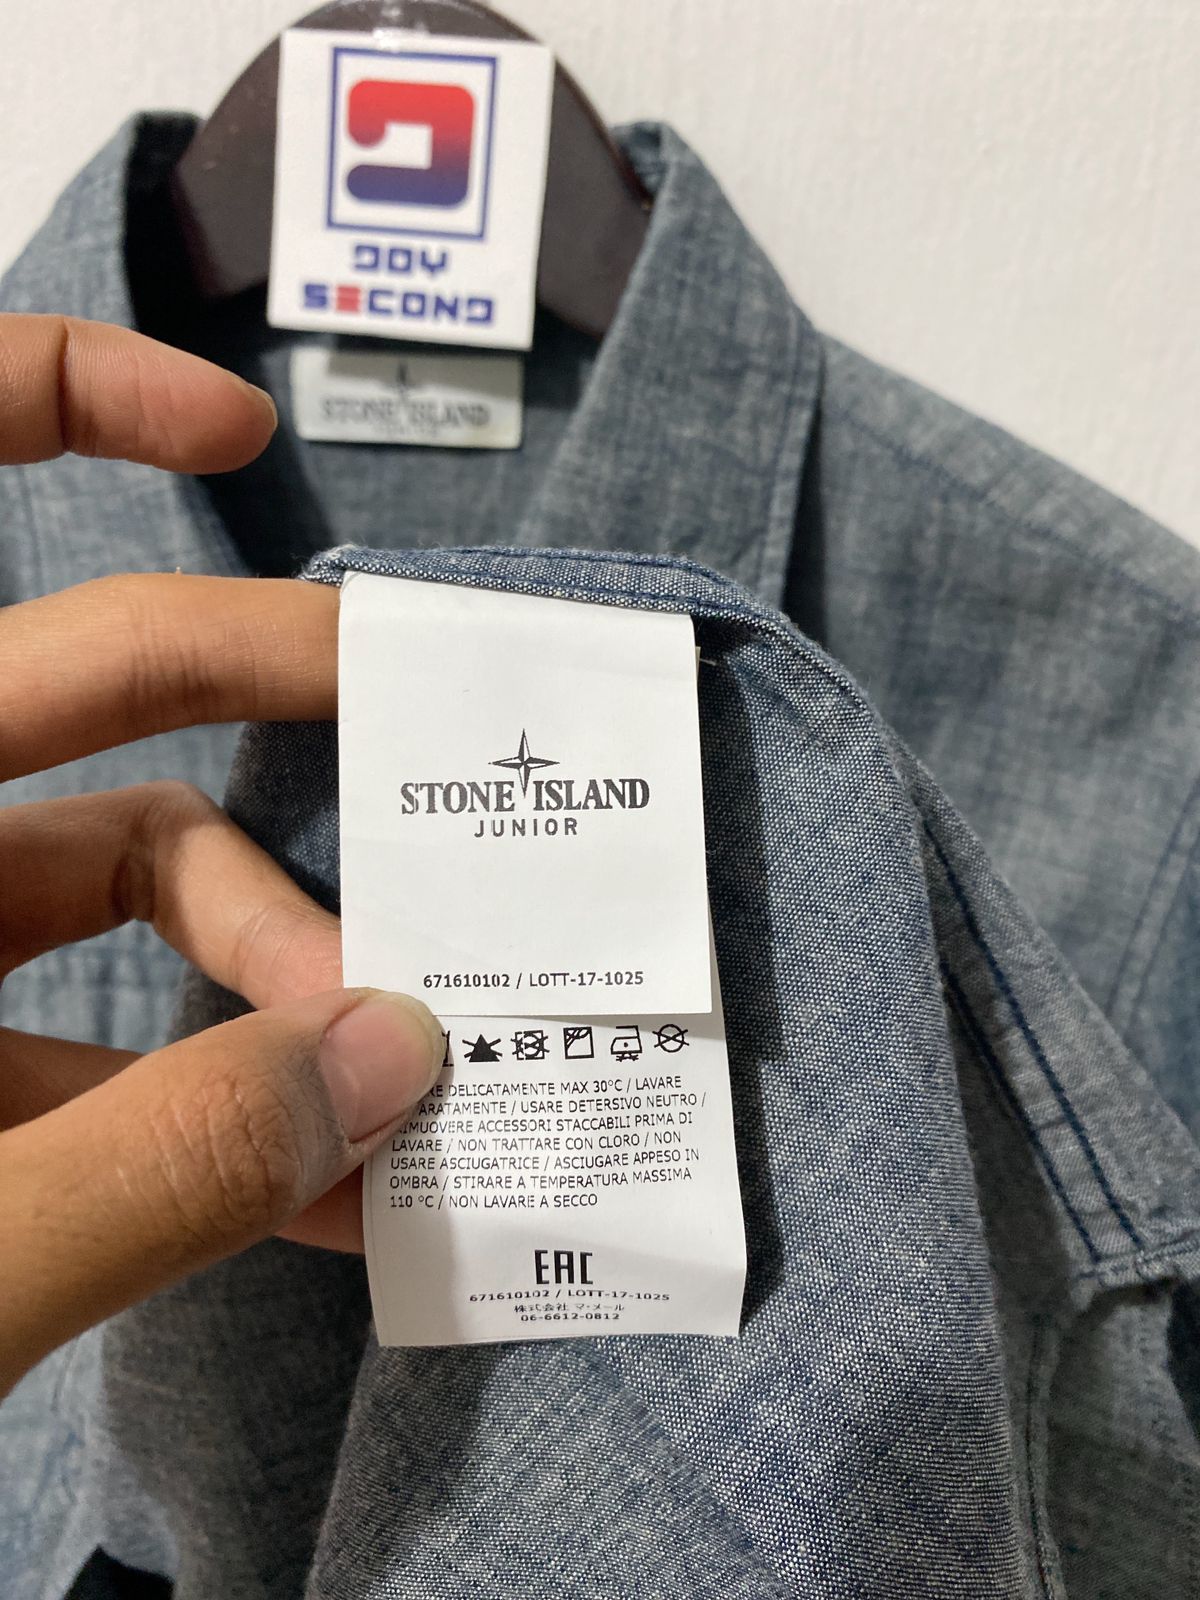 JOY
SECOND
STONE ISLAND
STONE ISLAND
JUNIOR
671610102 / LOTT-17-1025
RE DELICATAMENTE MAX 30°C / LAVARE
ARATAMENTE / USARE DETERSIVO NEUTRO /
IMUOVERE ACCESSORI STACCABILI PRIMA DI
LAVARE / NON TRATTARE CON CLORO / NON
USARE ASCIUGATRICE / ASCIUGARE APPESO IN
OMBRA / STIRARE A TEMPERATURA MASSIMA
110 °C / NON LAVARE A SECCO
EAC
671610102 / LOTT-17-1025
株式会社 マ・メール
06-6612-0812